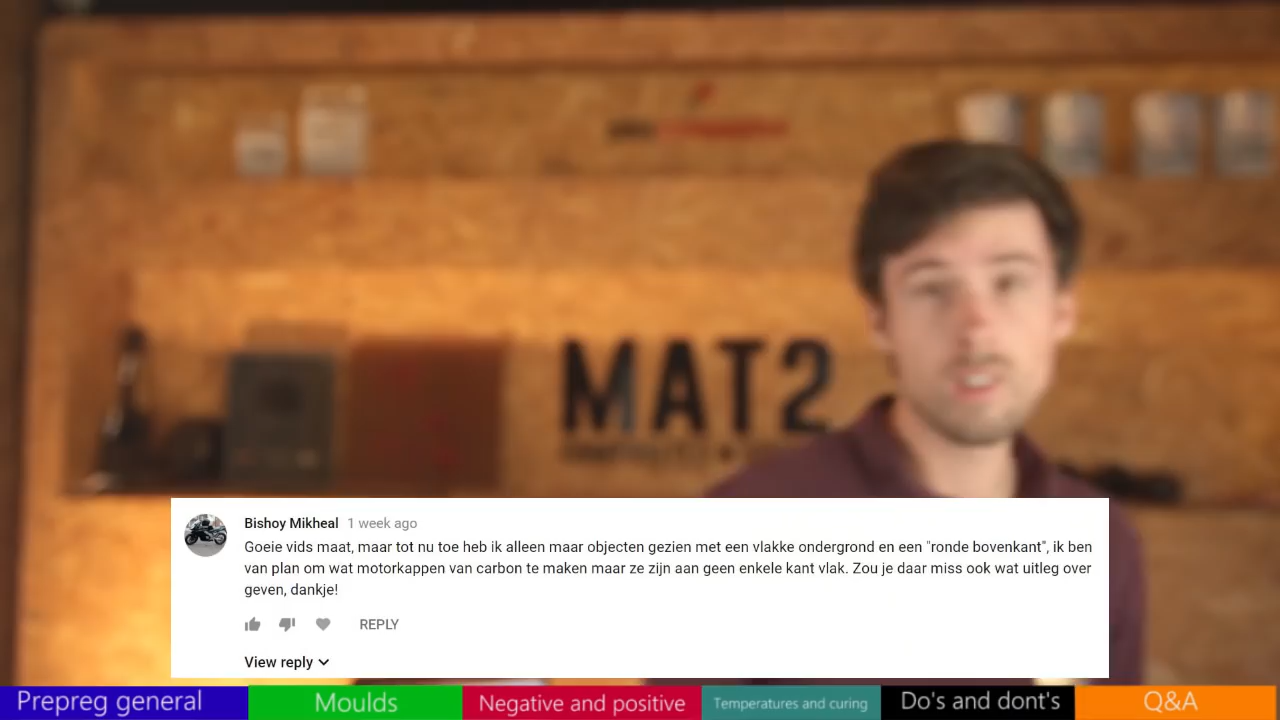 MAT2
Bishoy Mikheal 1 week ago
Goeie vids maat, maar tot nu toe heb ik alleen maar objecten gezien met een vlakke ondergrond en een "ronde bovenkant", ik ben
van plan om wat motorkappen van carbon te maken maar ze zijn aan geen enkele kant vlak. Zou je daar miss ook wat uitleg over
geven, dankje!
REPLY
View reply
Prepreg general Moulds Negative and positive Temperatures and curing Do's and dont's Q&A